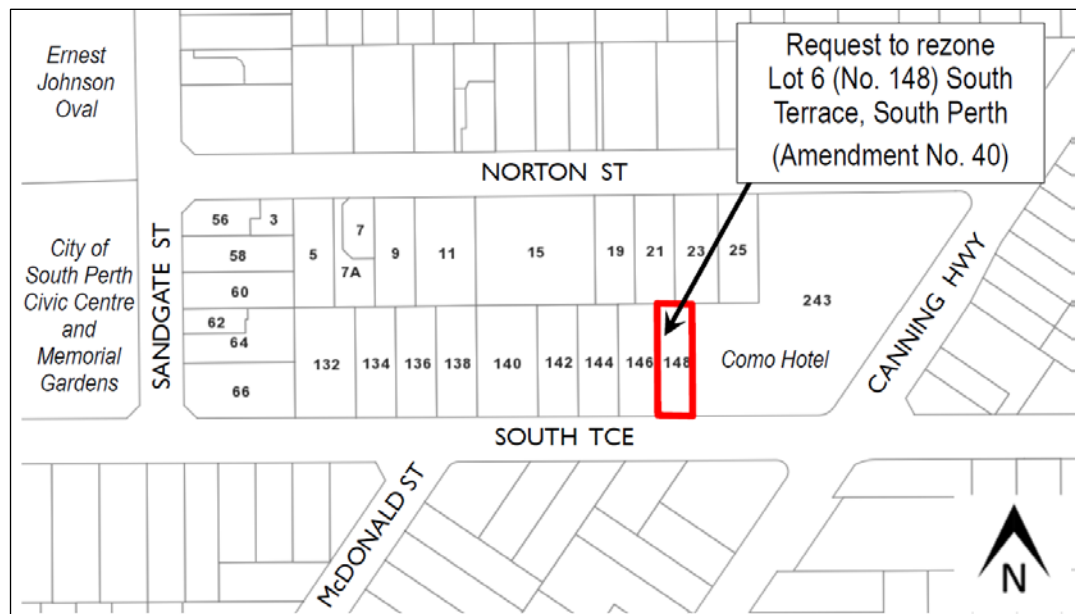 Ernest
Johnson
Oval
Request to rezone
Lot 6 (No. 148) South
Terrace, South Perth
(Amendment No. 40)
NORTON ST
SANDGATE ST
City of
South Perth
Civic Centre
and
Memorial
Gardens
56
3
58
60
62
64
66
5
7
7A
9
11
15
19
21
23
25
243
132
134
136
138
140
142
144
146
148
Como Hotel
CANNING HWY
SOUTH TCE
McDONALD ST
N